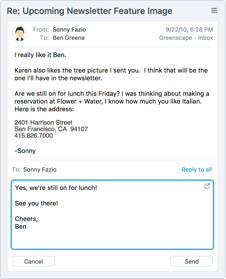 Re: Upcoming Newsletter Feature Image
From: Sonny Fazio 9/22/10, 6:28 PM
To: Ben Greene Greenscape - Inbox
I really like it Ben.
Karen also likes the tree picture I sent you. I think that will be the
one I'll have in the newsletter.
Are we still on for lunch this Friday? I was thinking about making a
reservation at Flower + Water, I know how much you like Italian.
Here is the address:
2401 Harrison Street
San Francisco, CA 94107
415.826.7000
-Sonny
To: Sonny Fazio Reply to all
Yes, we're still on for lunch!
See you there!
Cheers,
Ben
Cancel Send